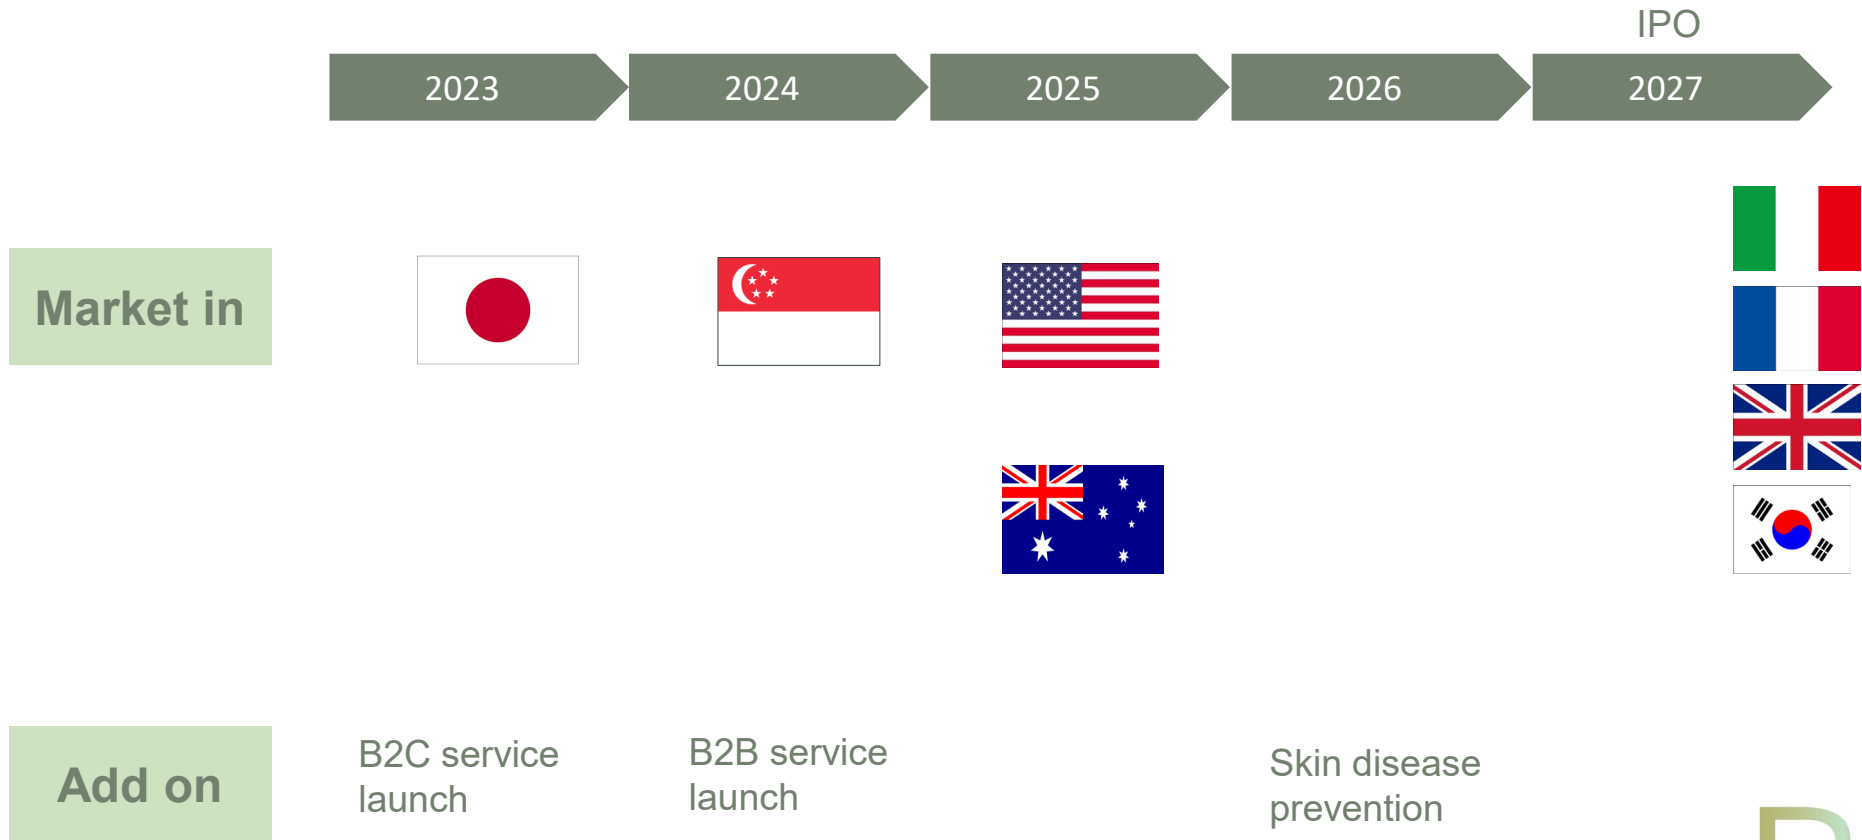 IPO
2023 2024 2025 2026 2027
Market in
Add on
B2C service
launch
B2B service
launch
Skin disease
prevention